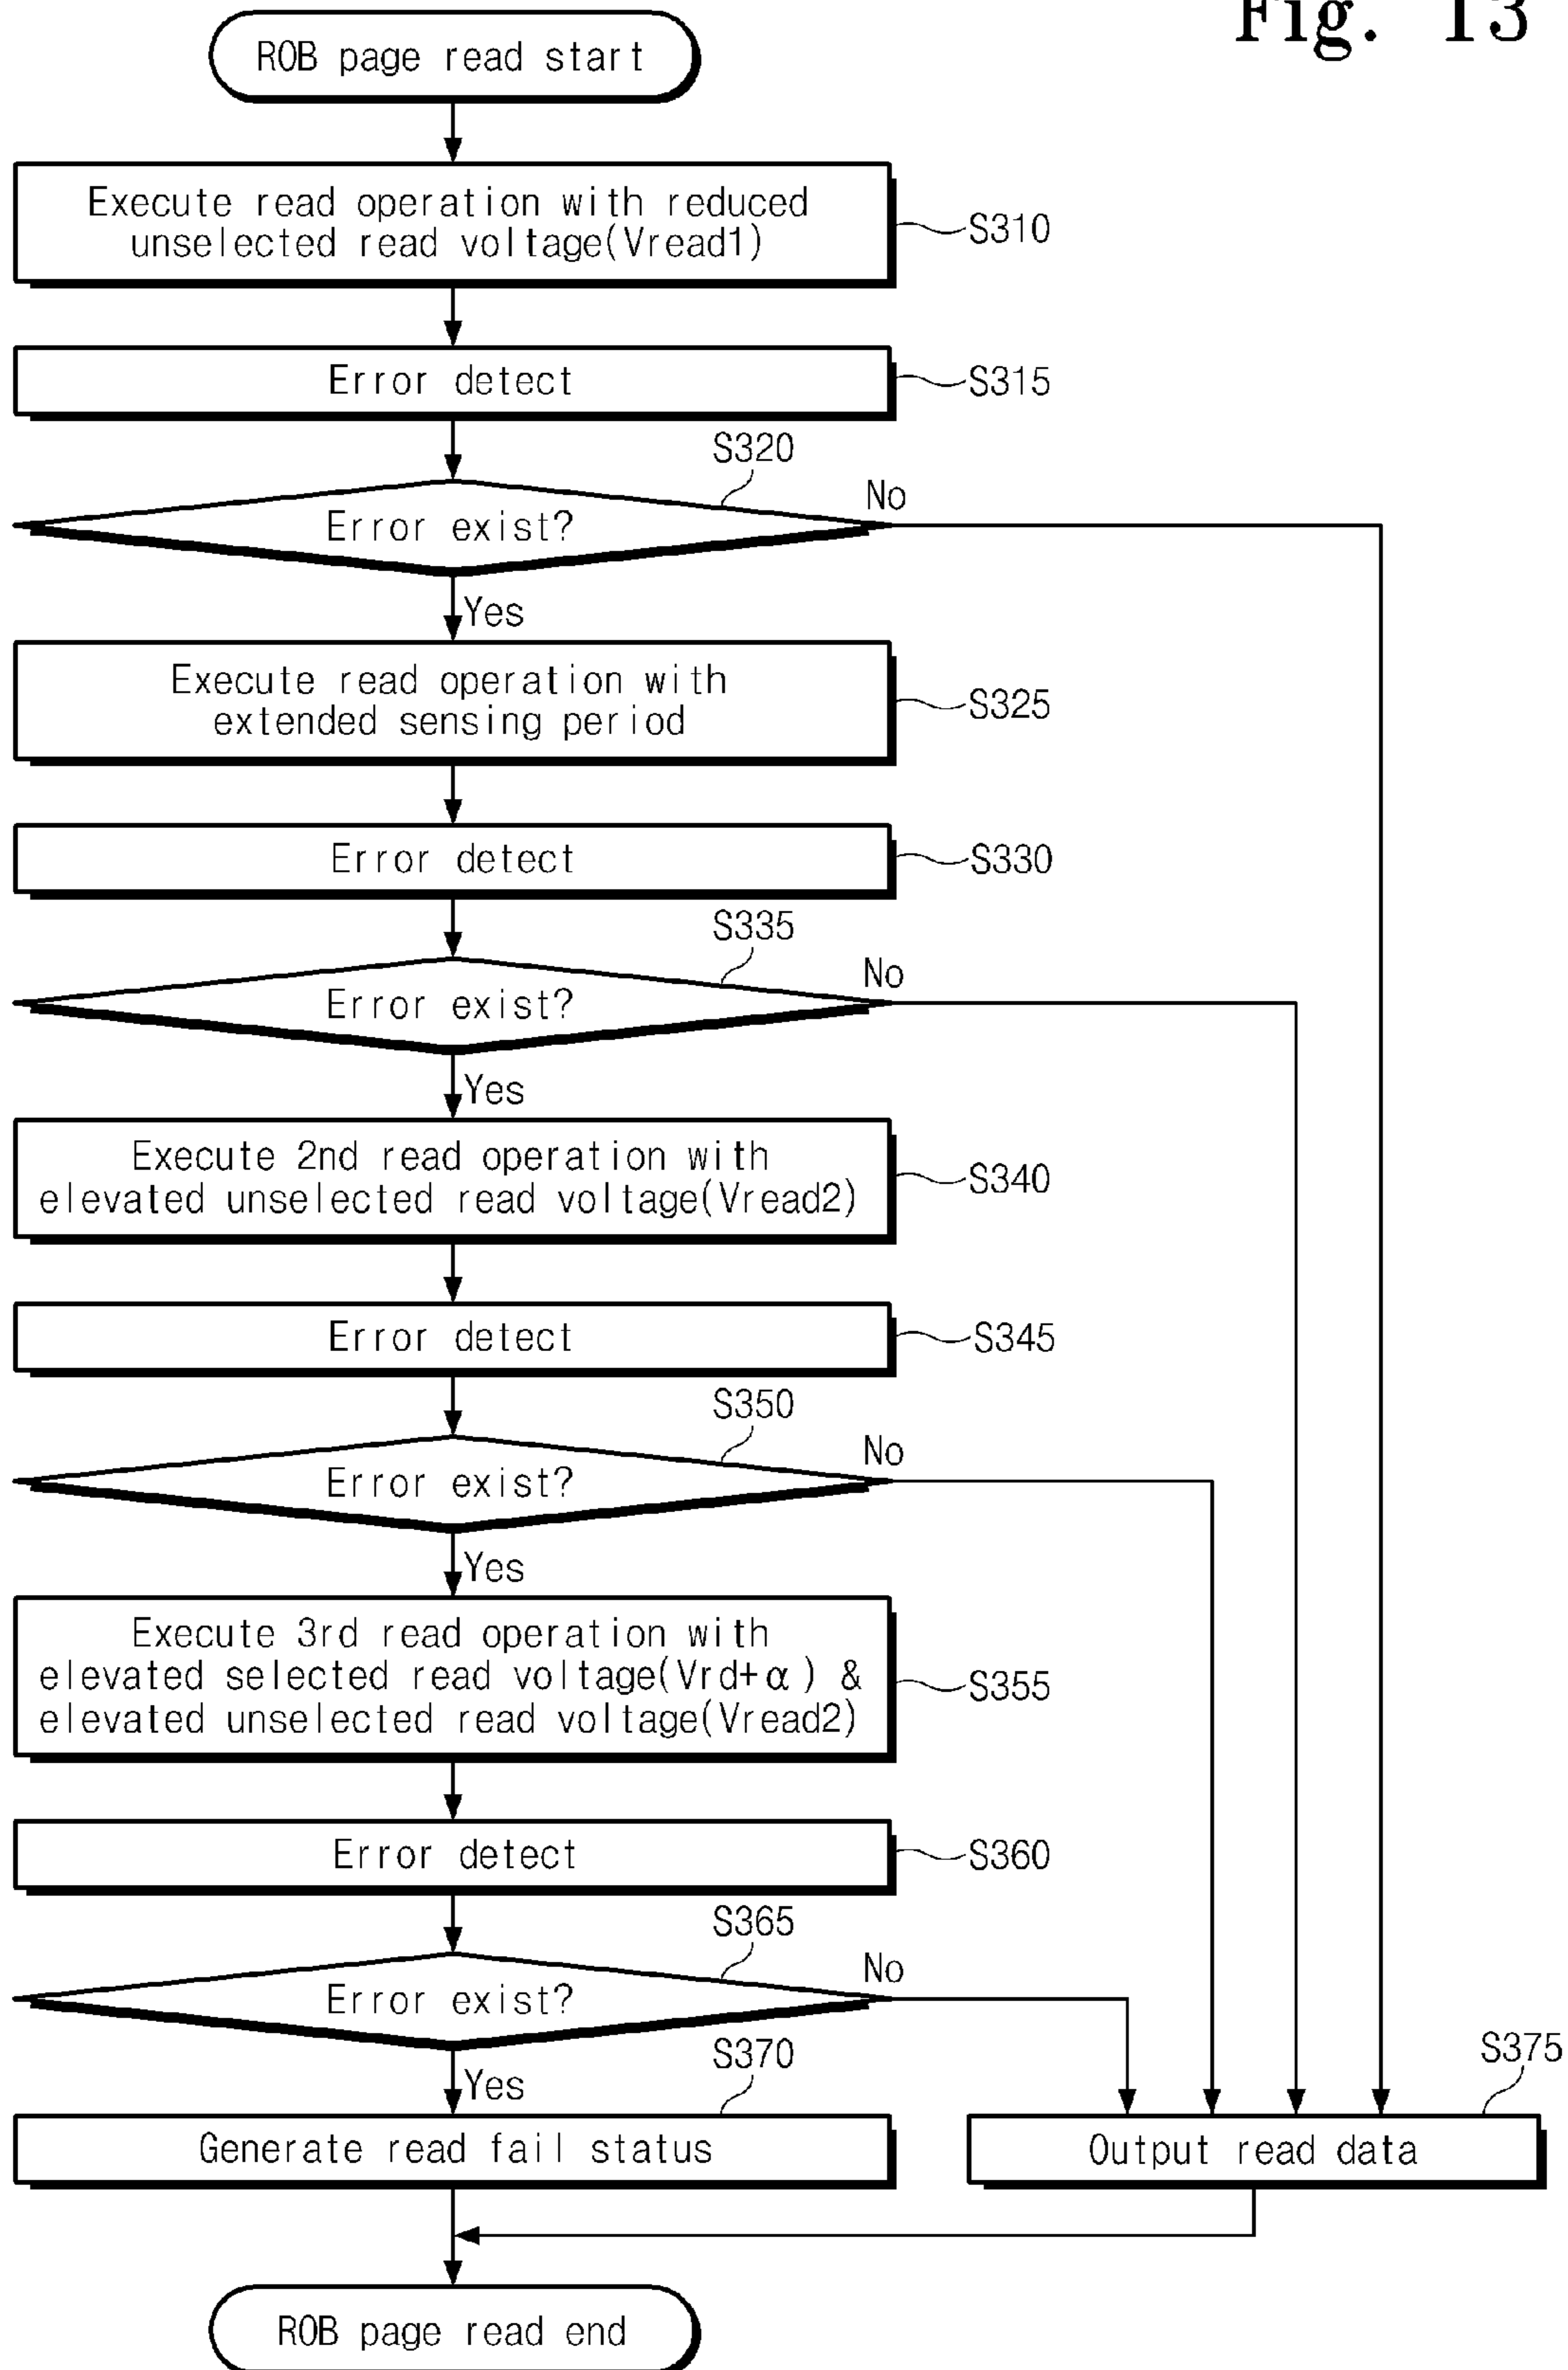 Fig. 13
ROB page read start
Execute read operation with reduced
unselected read voltage(Vread1)
S310
Error detect
S315
S320
Error exist?
No
Yes
Execute read operation with
extended sensing period
S325
Error detect
S330
S335
Error exist?
No
Yes
Execute 2nd read operation with
elevated unselected read voltage(Vread2)
S340
Error detect
S345
S350
Error exist?
No
Yes
Execute 3rd read operation with
elevated selected read voltage(Vrd+α) &
elevated unselected read voltage(Vread2)
S355
Error detect
S360
S365
Error exist?
No
Yes
S370
Generate read fail status
S375
Output read data
ROB page read end